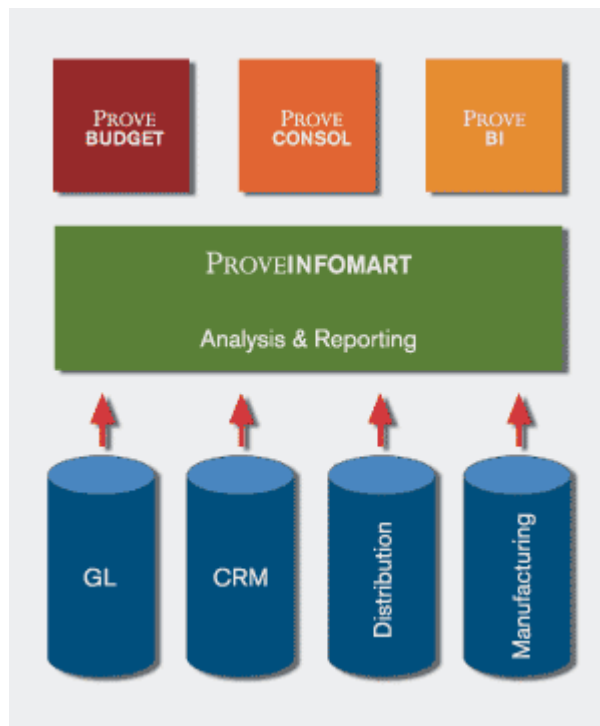 PROVE
BUDGET
PROVE
CONSOL
PROVE
BI
PROVEINFOMART
Analysis & Reporting
GL
CRM
Distribution
Manufacturing